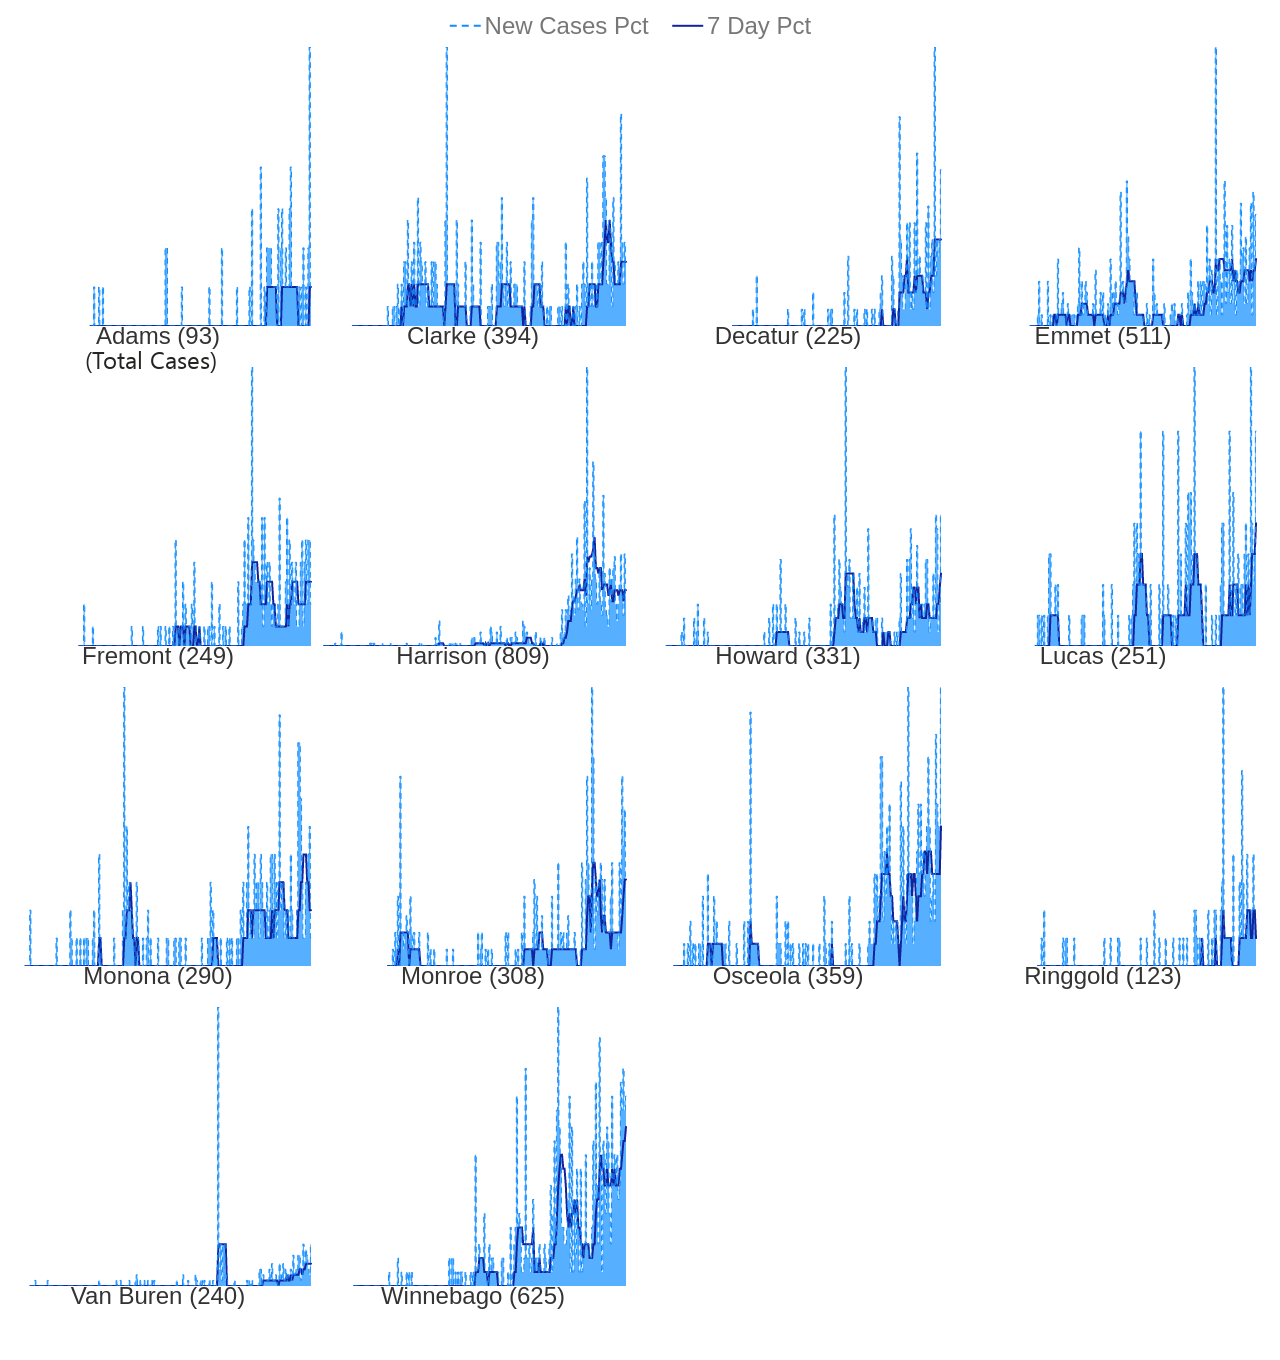 New Cases Pct 7 Day Pct
Adams (93) Clarke (394) Decatur (225) Emmet (511)
(Total Cases)
Fremont (249) Harrison (809) Howard (331) Lucas (251)
Monona (290) Monroe (308) Osceola (359) Ringgold (123)
Van Buren (240) Winnebago (625)